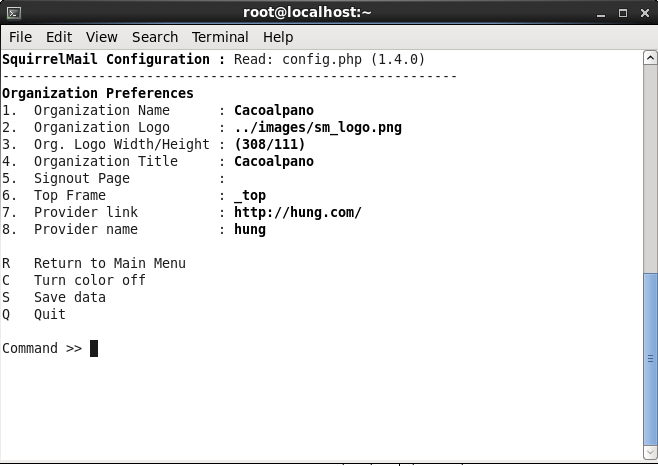 root@localhost:~
File Edit View Search Terminal Help
SquirrelMail Configuration : Read: config.php (1.4.0)
---------------------------------------------------------
Organization Preferences
1.  Organization Name      : Cacoalpano
2.  Organization Logo      : ../images/sm_logo.png
3.  Org. Logo Width/Height : (308/111)
4.  Organization Title     : Cacoalpano
5.  Signout Page           :
6.  Top Frame              : _top
7.  Provider link          : http://hung.com/
8.  Provider name          : hung

R   Return to Main Menu
C   Turn color off
S   Save data
Q   Quit

Command >>